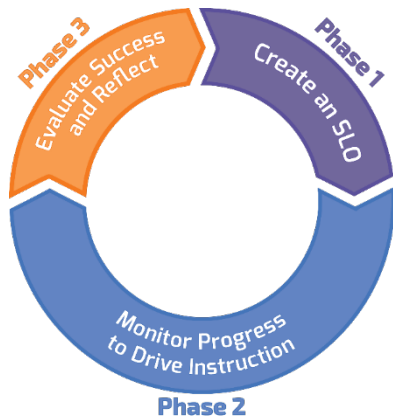 Phase 1
Create an SLO
Monitor Progress
to Drive Instruction
Phase 2
Phase 3
Evaluate Success
and Reflect